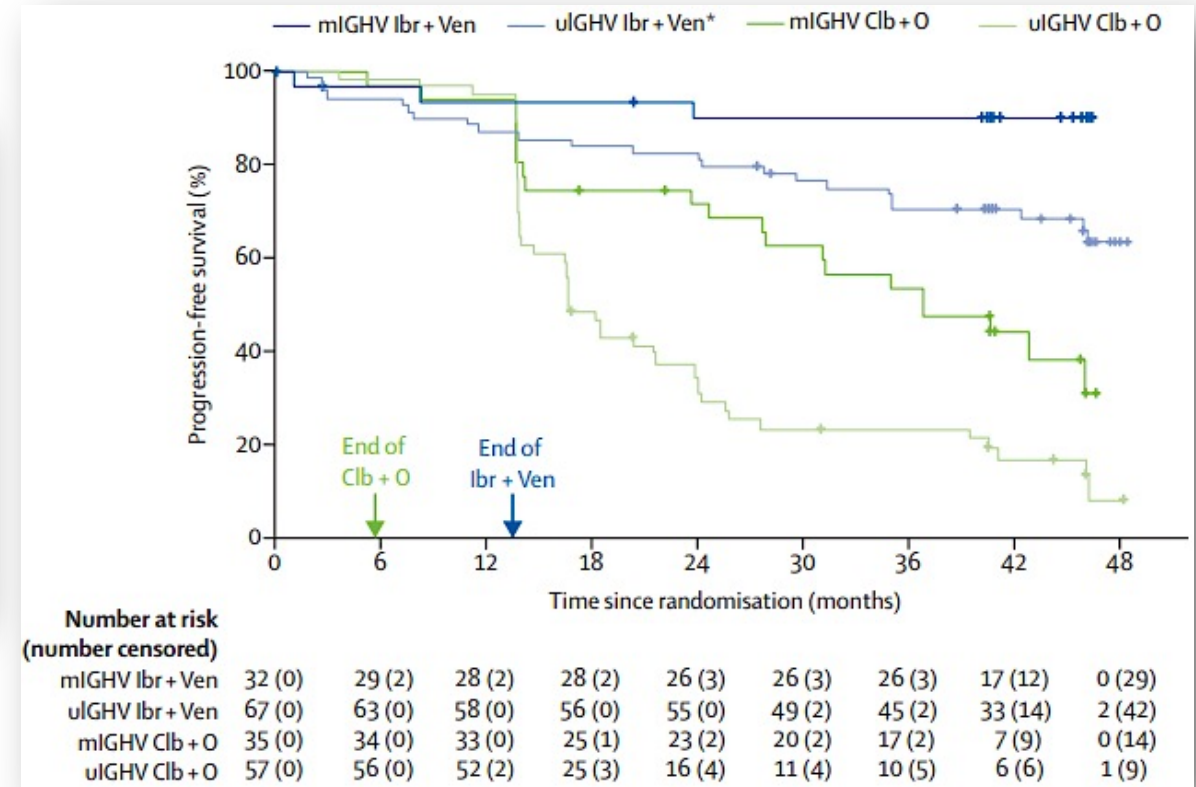 mIGHV Ibr + Ven uIGHV Ibr + Ven* mIGHV Clb + O uIGHV Clb + O
100
80
60
40
20
0
Progression-free survival (%)
End of
Clb + O
End of
Ibr + Ven
0 6 12 18 24 30 36 42 48
Time since randomisation (months)
Number at risk
(number censored)
mIGHV Ibr + Ven 32 (0) 29 (2) 28 (2) 28 (2) 26 (3) 26 (3) 26 (3) 17 (12) 0 (29)
uIGHV Ibr + Ven 67 (0) 63 (0) 58 (0) 56 (0) 55 (0) 49 (2) 45 (2) 33 (14) 2 (42)
mIGHV Clb + O 35 (0) 34 (0) 33 (0) 25 (1) 23 (2) 20 (2) 17 (2) 7 (9) 0 (14)
uIGHV Clb + O 57 (0) 56 (0) 52 (2) 25 (3) 16 (4) 11 (4) 10 (5) 6 (6) 1 (9)